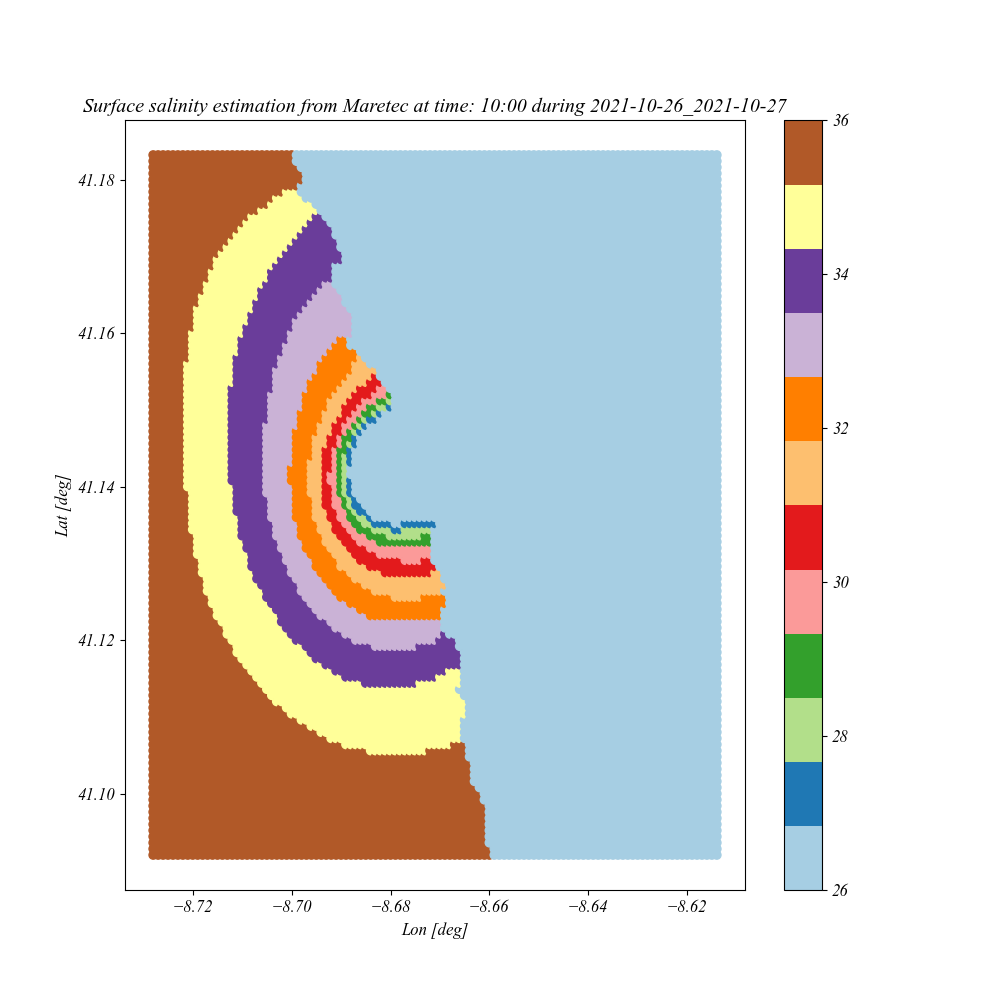 Surface salinity estimation from Maretec at time: 10:00 during 2021-10-26_2021-10-27
36
41.18
34
41.16
32
Lat [deg]
41.14
30
41.12
28
41.10
26
−8.72 −8.70 −8.68 −8.66 −8.64 −8.62
Lon [deg]